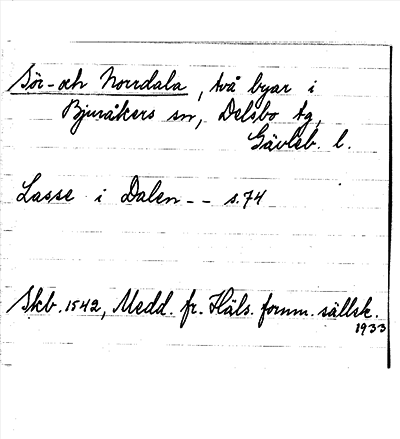 Sör- och Norrdala, två byar i
Bjuråkers sn, Delsbo tg,
Gävleb. l.
Lasse i Dalen -- s. 74
Skb. 1542, Medd. fr. Häls. fornm. sällsk.
1933